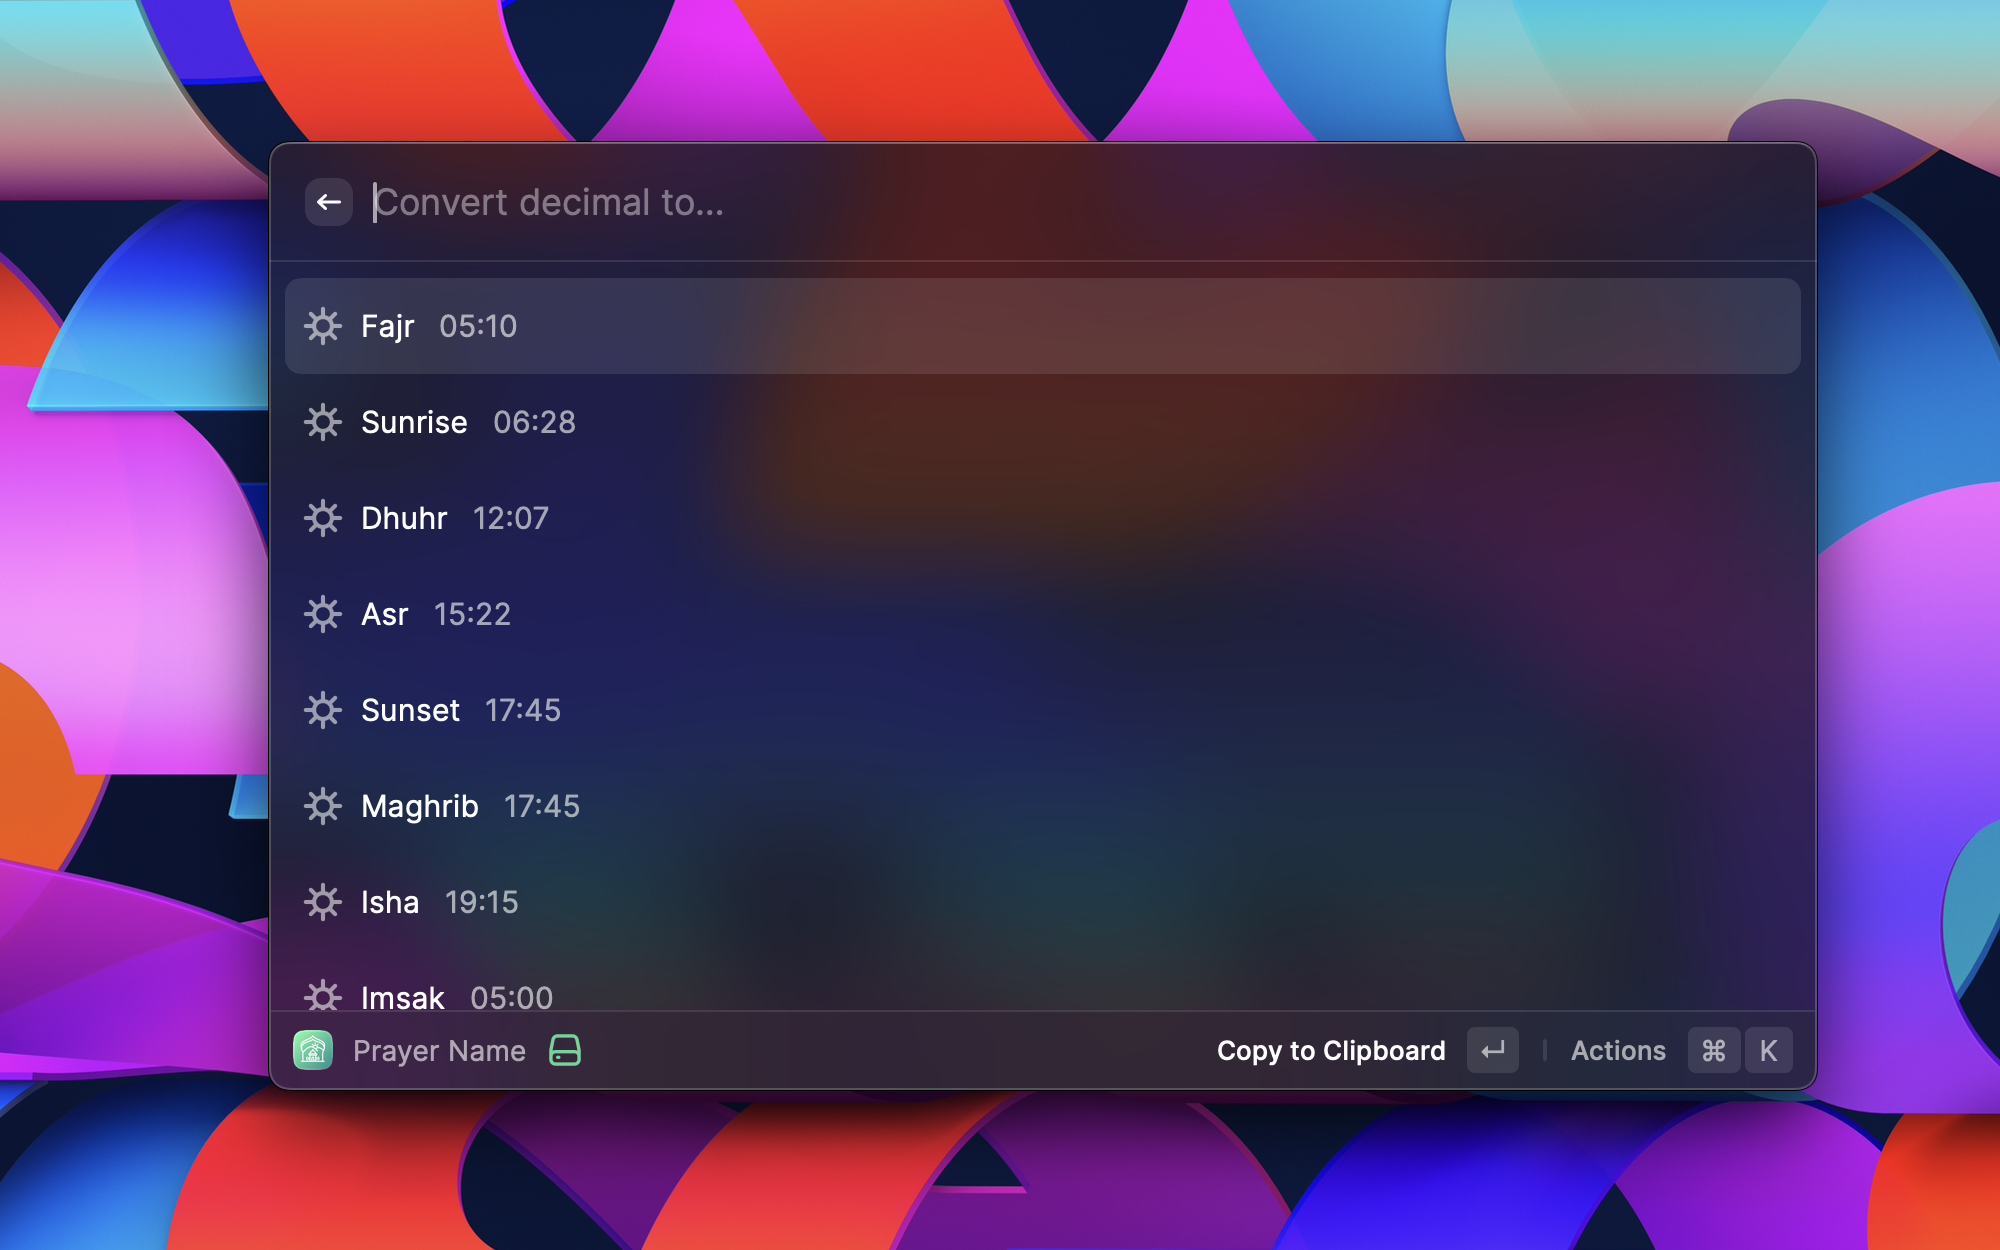 Convert decimal to...
Fajr 05:10
Sunrise 06:28
Dhuhr 12:07
Asr 15:22
Sunset 17:45
Maghrib 17:45
Isha 19:15
Imsak 05:00
Prayer Name Copy to Clipboard ↵ Actions ⌘ K